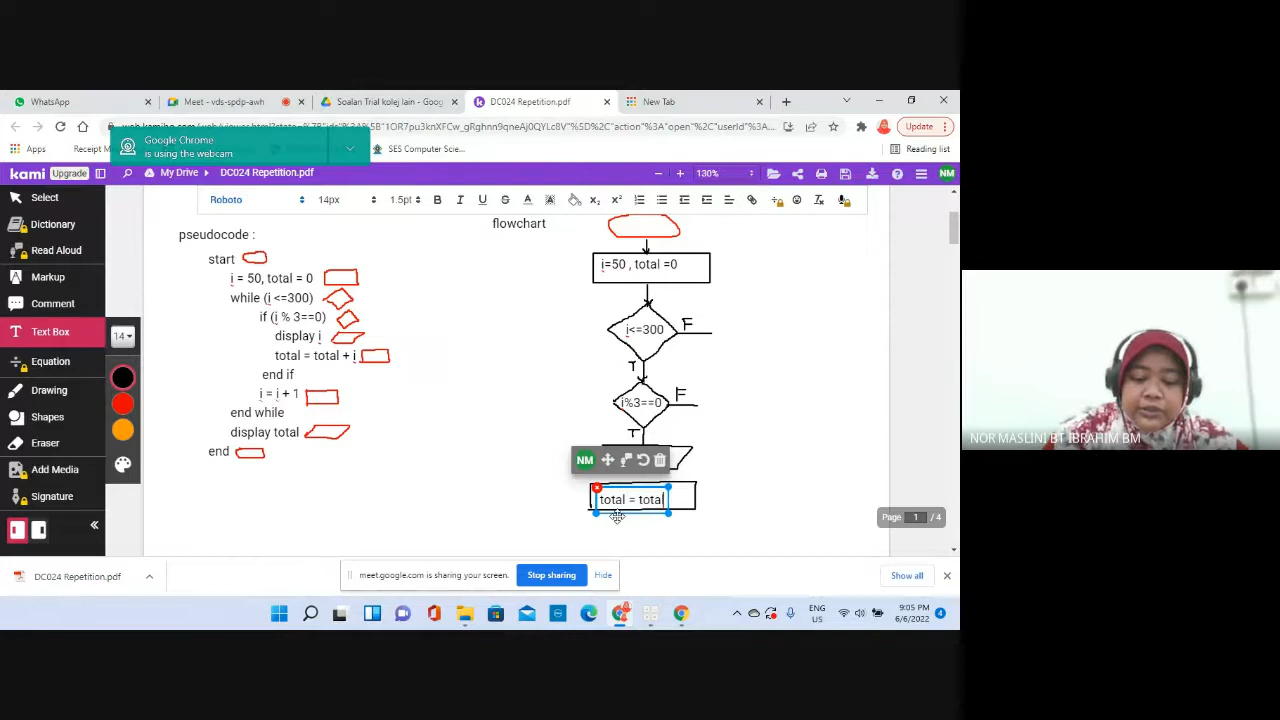 WhatsApp
Meet - vds-spdp-awh
Soalan Trial kolej lain - Goog
DC024 Repetition.pdf
New Tab
Update
Google Chrome
is using the webcam
Apps
Receipt M
SES Computer Scie...
Reading list
kami
Upgrade
My Drive
DC024 Repetition.pdf
130%
NM
Select
Dictionary
Read Aloud
Markup
Comment
Text Box
Equation
Drawing
Shapes
Eraser
Add Media
Signature
14
Roboto
14px
1.5pt
B I U S A
flowchart
pseudocode :
start
i = 50, total = 0
while (i <=300)
if (i % 3==0)
display i
total = total + i
end if
i = i + 1
end while
display total
end
i=50 , total =0
i<=300
F
T
i%3==0
F
T
NM
total = total
Page 1 / 4
NOR MASLINI BT IBRAHIM BM
DC024 Repetition.pdf
meet.google.com is sharing your screen.
Stop sharing
Hide
Show all
ENG
US
9:05 PM
6/6/2022
4